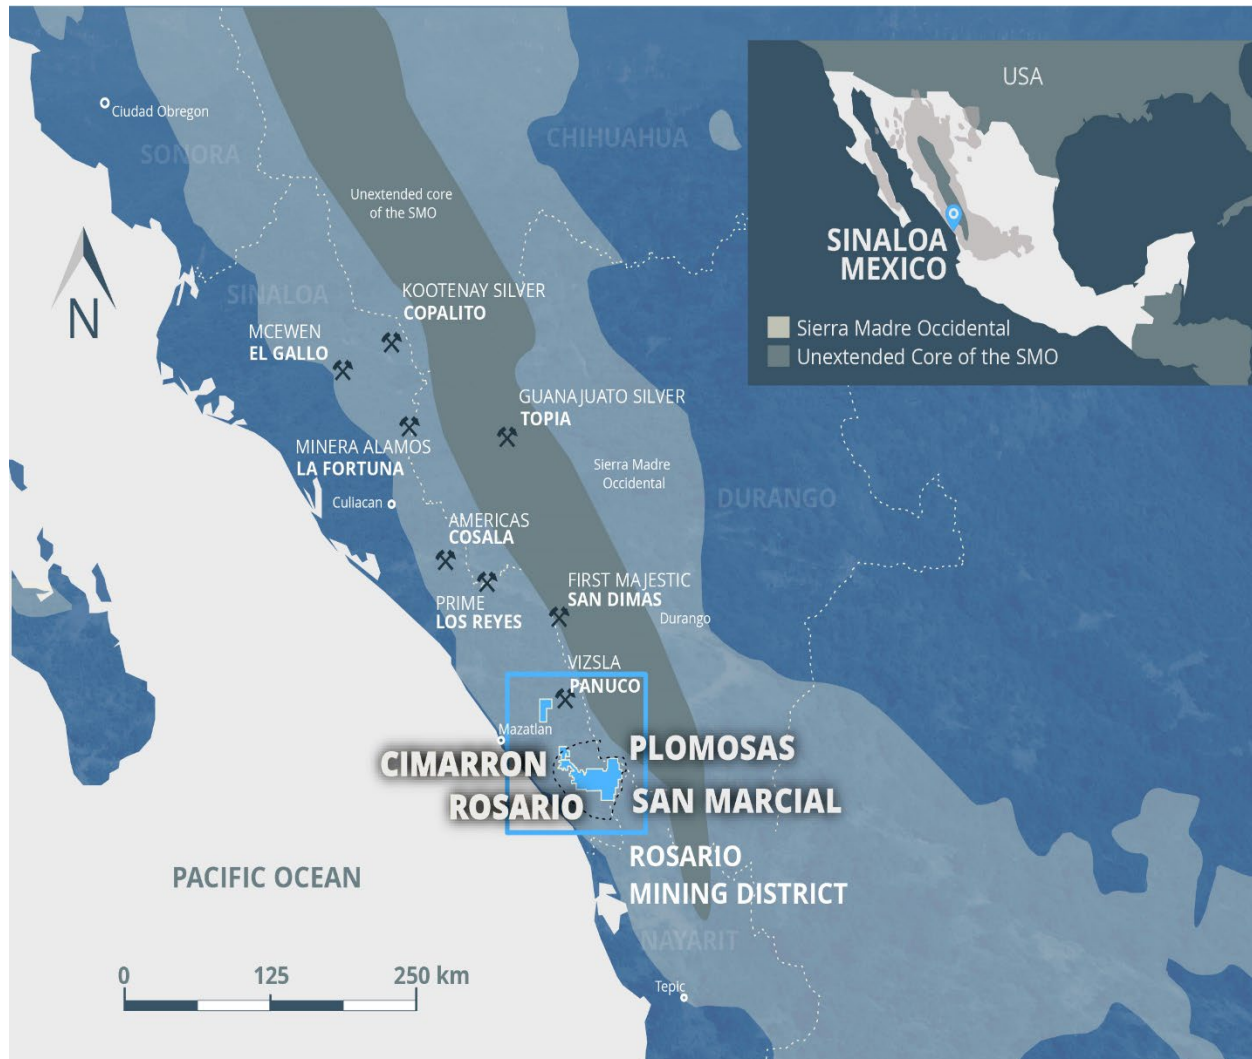 USA
SINALOA
MEXICO
Sierra Madre Occidental
Unextended Core of the SMO
Ciudad Obregon
SONORA
CHIHUAHUA
Unextended core
of the SMO
SINALOA
KOOTENAY SILVER
COPALITO
MCEWEN
EL GALLO
N
GUANAJUATO SILVER
TOPIA
MINERA ALAMOS
LA FORTUNA
Sierra Madre
Occidental
DURANGO
Culiacan
AMERICAS
COSALA
PRIME
LOS REYES
FIRST MAJESTIC
SAN DIMAS
Durango
VIZSLA
PANUCO
Mazatlan
CIMARRON
PLOMOSAS
ROSARIO
SAN MARCIAL
ROSARIO
MINING DISTRICT
PACIFIC OCEAN
NAYARIT
Tepic
0 125 250 km